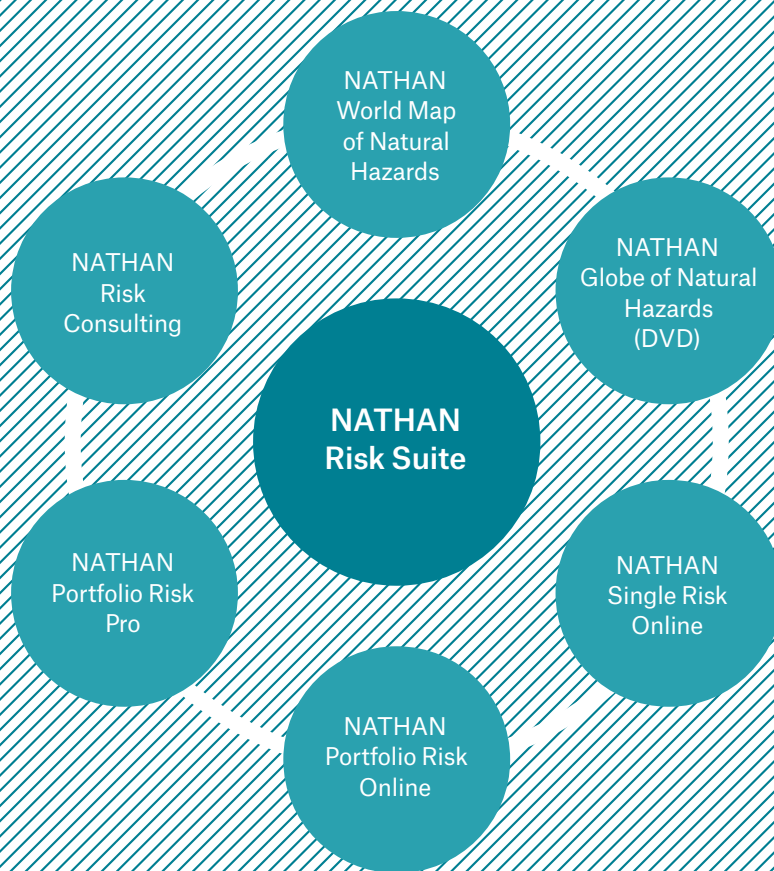 NATHAN
World Map
of Natural
Hazards
NATHAN
Risk
Consulting
NATHAN
Globe of Natural
Hazards
(DVD)
NATHAN
Risk Suite
NATHAN
Portfolio Risk
Pro
NATHAN
Single Risk
Online
NATHAN
Portfolio Risk
Online